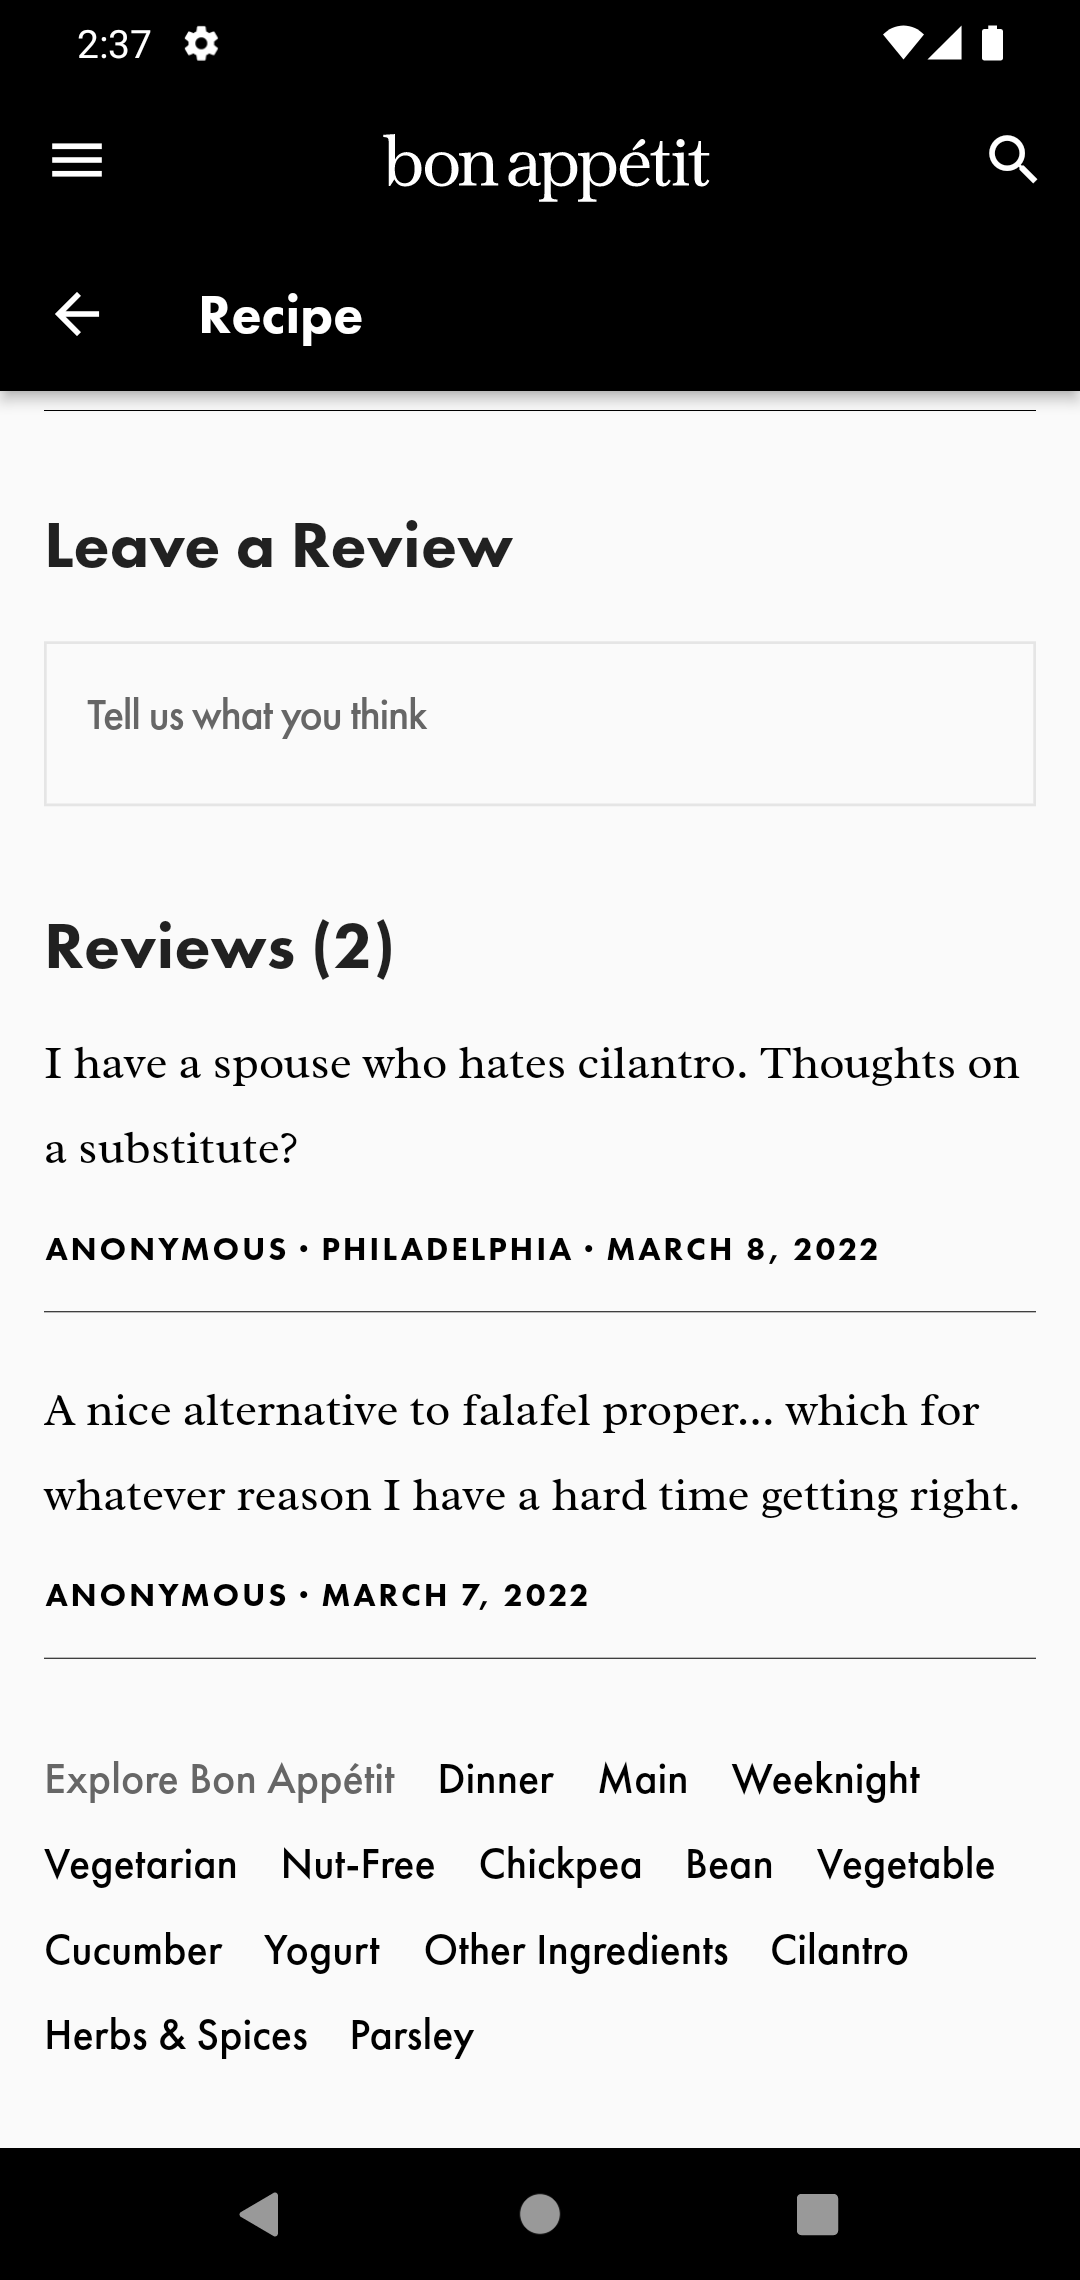 2:37
bon appétit
Recipe
Leave a Review
Tell us what you think
Reviews (2)
I have a spouse who hates cilantro. Thoughts on
a substitute?
ANONYMOUS • PHILADELPHIA • MARCH 8, 2022
A nice alternative to falafel proper... which for
whatever reason I have a hard time getting right.
ANONYMOUS • MARCH 7, 2022
Explore Bon Appétit Dinner Main Weeknight
Vegetarian Nut-Free Chickpea Bean Vegetable
Cucumber Yogurt Other Ingredients Cilantro
Herbs & Spices Parsley